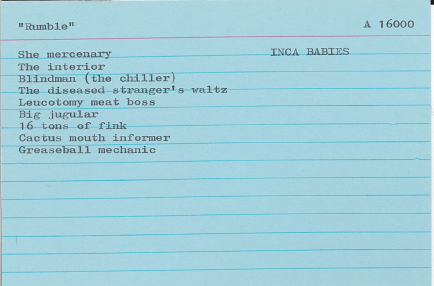 "Rumble" A 16000
She mercenary INCA BABIES
The interior
Blindman (the chiller)
The diseased stranger's waltz
Leucotomy meat boss
Big jugular
16 tons of fink
Cactus mouth informer
Greaseball mechanic